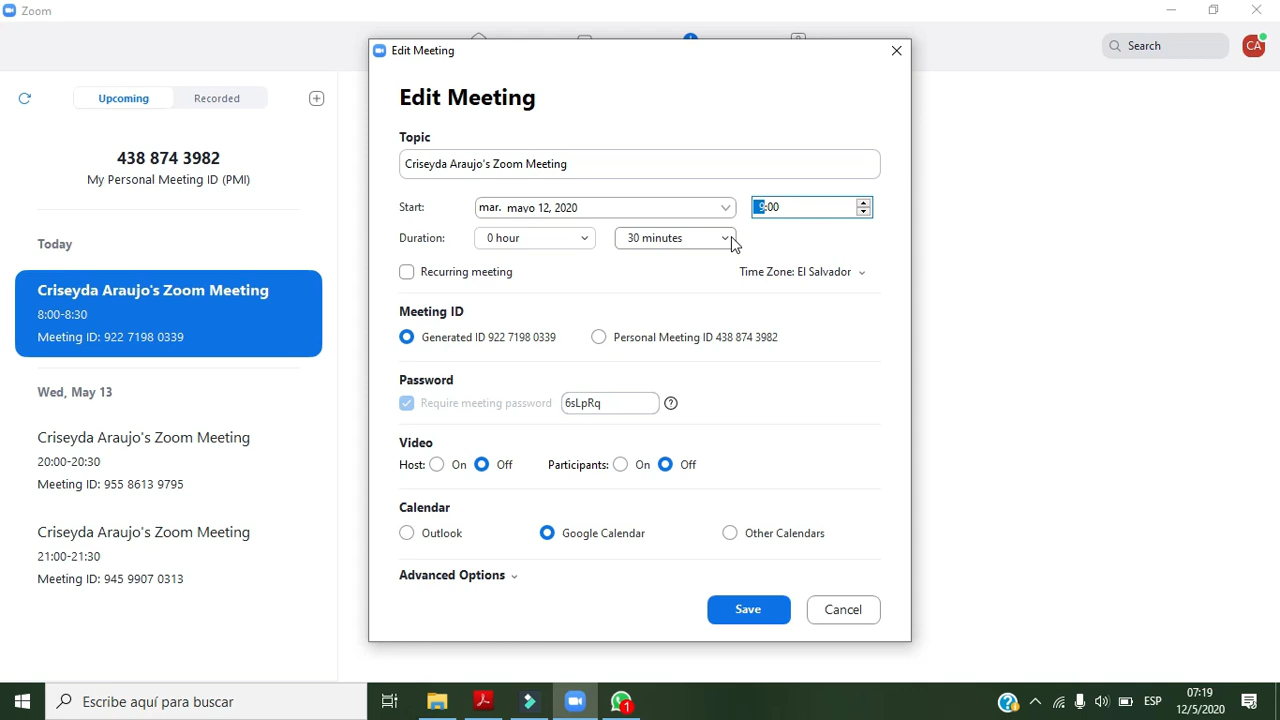 Zoom
Search
CA
Upcoming
Recorded
438 874 3982
My Personal Meeting ID (PMI)
Today
Criseyda Araujo's Zoom Meeting
8:00-8:30
Meeting ID: 922 7198 0339
Wed, May 13
Criseyda Araujo's Zoom Meeting
20:00-20:30
Meeting ID: 955 8613 9795
Criseyda Araujo's Zoom Meeting
21:00-21:30
Meeting ID: 945 9907 0313
Edit Meeting
Edit Meeting
Topic
Criseyda Araujo's Zoom Meeting
Start:
mar. mayo 12, 2020
9:00
Duration:
0 hour
30 minutes
Recurring meeting
Time Zone: El Salvador
Meeting ID
Generated ID 922 7198 0339
Personal Meeting ID 438 874 3982
Password
Require meeting password
6sLpRq
?
Video
Host: On Off
Participants: On Off
Calendar
Outlook
Google Calendar
Other Calendars
Advanced Options
Save
Cancel
Escribe aquí para buscar
1
ESP
07:19
12/5/2020